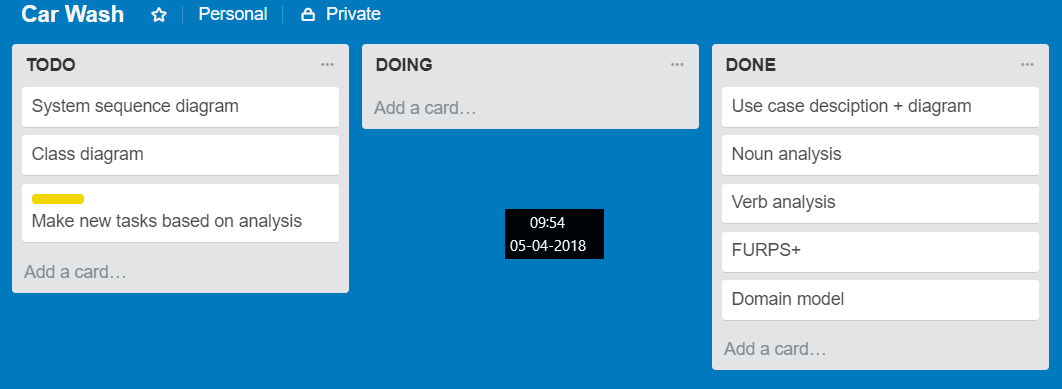 Car Wash Personal Private
TODO
System sequence diagram
Class diagram
Make new tasks based on analysis
Add a card…
DOING
Add a card…
09:54
05-04-2018
DONE
Use case desciption + diagram
Noun analysis
Verb analysis
FURPS+
Domain model
Add a card…